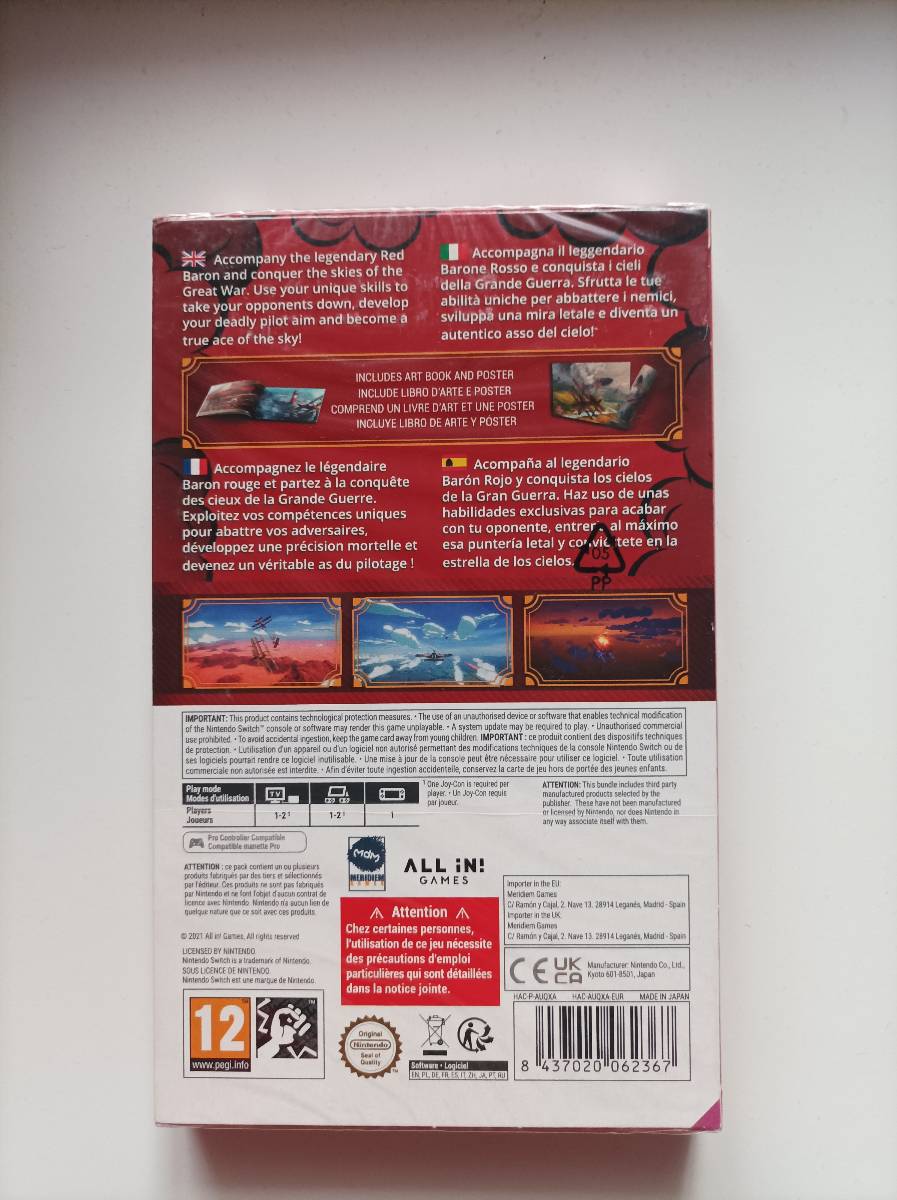 Accompany the legendary Red
Baron and conquer the skies of the
Great War. Use your unique skills to
take your opponents down, develop
your deadly pilot aim and become a
true ace of the sky!
Accompagna il leggendario
Barone Rosso e conquista i cieli
della Grande Guerra. Sfrutta le tue
abilità uniche per abbattere i nemici,
sviluppa una mira letale e diventa un
autentico asso del cielo!
INCLUDES ART BOOK AND POSTER
INCLUDE LIBRO D'ARTE E POSTER
COMPREND UN LIVRE D'ART ET UNE POSTER
INCLUYE LIBRO DE ARTE Y PÓSTER
Accompagnez le légendaire
Baron rouge et partez à la conquête
des cieux de la Grande Guerre.
Exploitez vos compétences uniques
pour abattre vos adversaires,
développez une précision mortelle et
devenez un véritable as du pilotage !
Acompaña al legendario
Barón Rojo y conquista los cielos
de la Gran Guerra. Haz uso de unas
habilidades exclusivas para acabar
con tu oponente, entrena al máximo
esa puntería letal y conviértete en la
estrella de los cielos.
05
PP
IMPORTANT: This product contains technological protection measures. • The use of an unauthorised device or software that enables technical modification
of the Nintendo Switch™ console or software may render this game unplayable. • A system update may be required to play. • Unauthorised commercial
use prohibited. • To avoid accidental ingestion, keep the game card away from young children. IMPORTANT : ce produit contient des dispositifs techniques
de protection. • L'utilisation d'un appareil ou d'un logiciel non autorisé permettant des modifications techniques de la console Nintendo Switch ou de
ses logiciels pourrait rendre ce logiciel inutilisable. • Une mise à jour de la console peut être nécessaire pour utiliser ce logiciel. • Toute utilisation
commerciale non autorisée est interdite. • Afin d'éviter toute ingestion accidentelle, conservez la carte de jeu hors de portée des jeunes enfants.
Play mode
Modes d'utilisation
TV
Players
Joueurs
1-2¹
1-2¹
1
¹ One Joy-Con is required per
player. • Un Joy-Con requis
par joueur.
ATTENTION: This bundle includes third party
manufactured products selected by the
publisher. These have not been manufactured
or licensed by Nintendo, nor does Nintendo in
any way associate itself with them.
Pro Controller Compatible
Compatible manette Pro
ATTENTION : ce pack contient un ou plusieurs
produits fabriqués par des tiers et sélectionnés
par l'éditeur. Ces produits ne sont pas fabriqués
par Nintendo et ne font l'objet d'aucun contrat de
licence avec Nintendo. Nintendo n'a aucun lien de
quelque nature que ce soit avec ces produits.
MDM
MERIDIEM
GAMES
ALL iN!
GAMES
© 2021 All in! Games, All rights reserved
LICENSED BY NINTENDO
Nintendo Switch is a trademark of Nintendo.
SOUS LICENCE DE NINTENDO.
Nintendo Switch est une marque de Nintendo.
Attention
Chez certaines personnes,
l'utilisation de ce jeu nécessite
des précautions d'emploi
particulières qui sont détaillées
dans la notice jointe.
Importer in the EU:
Meridiem Games
C/ Ramón y Cajal, 2. Nave 13. 28914 Leganés, Madrid - Spain
Importer in the UK:
Meridiem Games
C/ Ramón y Cajal, 2. Nave 13. 28914 Leganés, Madrid - Spain
CE UK CA
Manufacturer: Nintendo Co., Ltd.,
Kyoto 601-8501, Japan
HAC-P-AUQXA HAC-AUQXA-EUR MADE IN JAPAN
12
www.pegi.info
Original
Nintendo
Seal of
Quality
Software • Logiciel
EN, PL, DE, FR, ES, IT, ZH, JA, PT, RU
8 437020 062367